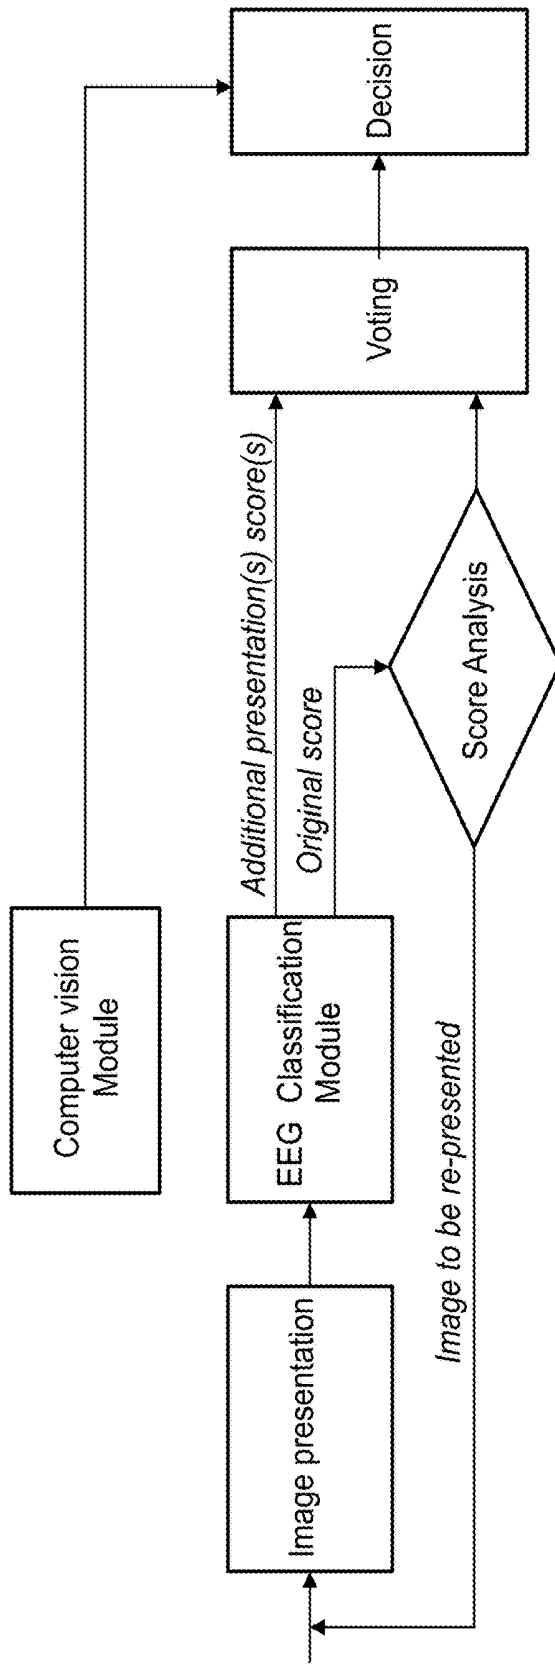 Computer vision
Module
Image presentation
EEG Classification
Module
Additional presentation(s) score(s)
Original score
Voting
Decision
Score Analysis
Image to be re-presented